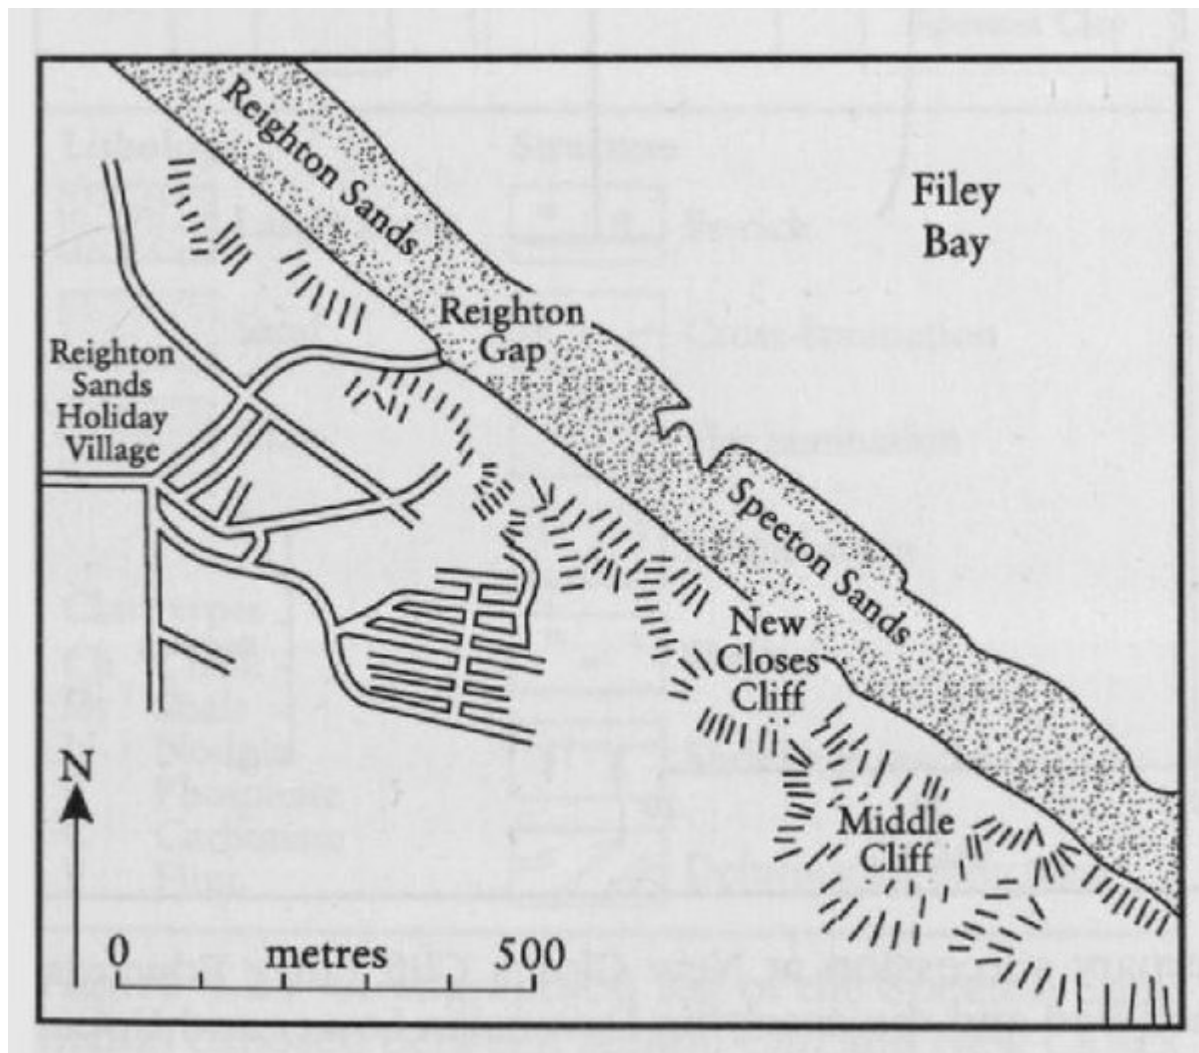 Reighton Sands
Filey
Bay
Reighton
Gap
Reighton
Sands
Holiday
Village
Speeton Sands
New
Closes
Cliff
Middle
Cliff
N
0 metres 500